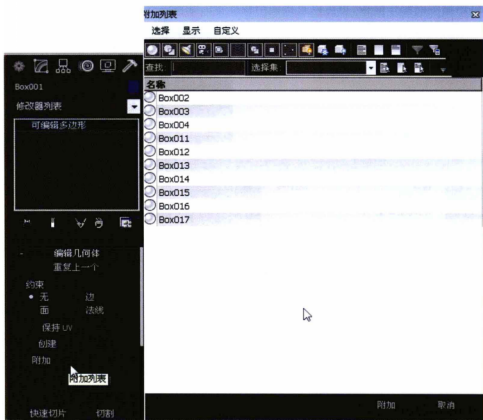 附加列表
选择 显示 自定义
查找: 选择集:
名称
Box002
Box003
Box004
Box011
Box012
Box013
Box014
Box015
Box016
Box017
附加 取消
Box001
修改器列表
可编辑多边形
编辑几何体
重复上一个
约束
无 边
面 法线
保持 UV
创建
附加
附加列表
快速切片 切割